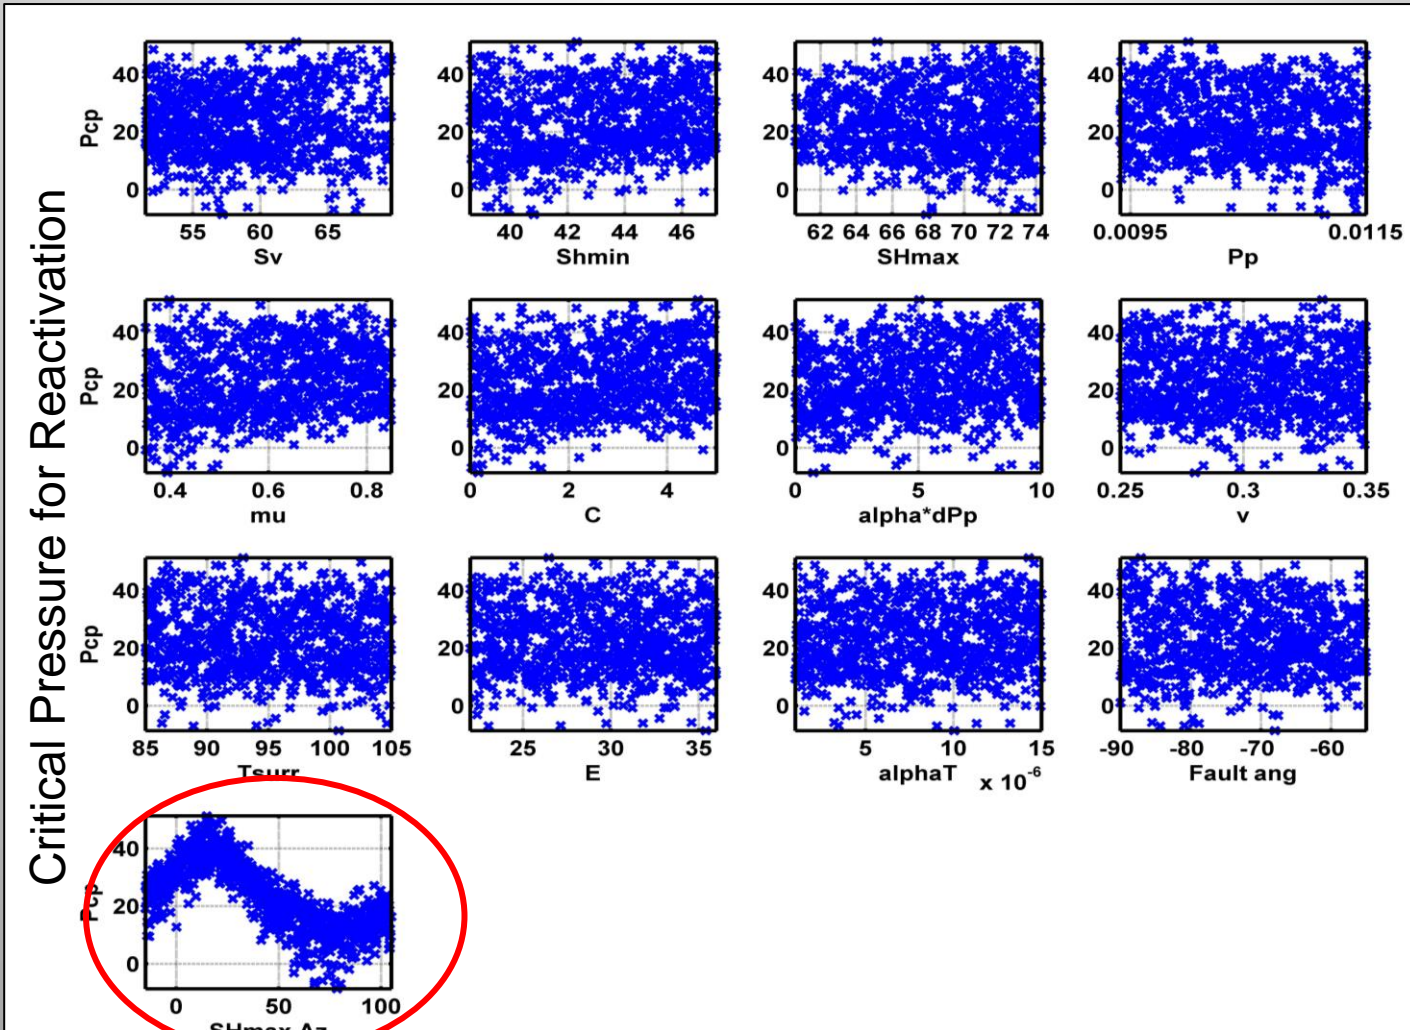 Critical Pressure for Reactivation
Pcp
40
20
0
55 60 65
Sv
40
20
0
40 42 44 46
Shmin
40
20
0
62 64 66 68 70 72 74
SHmax
40
20
0
0.0095 0.0115
Pp
Pcp
40
20
0
0.4 0.6 0.8
mu
40
20
0
0 2 4
C
40
20
0
0 5 10
alpha*dPp
40
20
0
0.25 0.3 0.35
v
Pcp
40
20
0
85 90 95 100 105
Tsurr
40
20
0
25 30 35
E
40
20
0
5 10 15
alphaT x 10-6
40
20
0
-90 -80 -70 -60
Fault ang
Pcp
40
20
0
0 50 100
SHmax Az